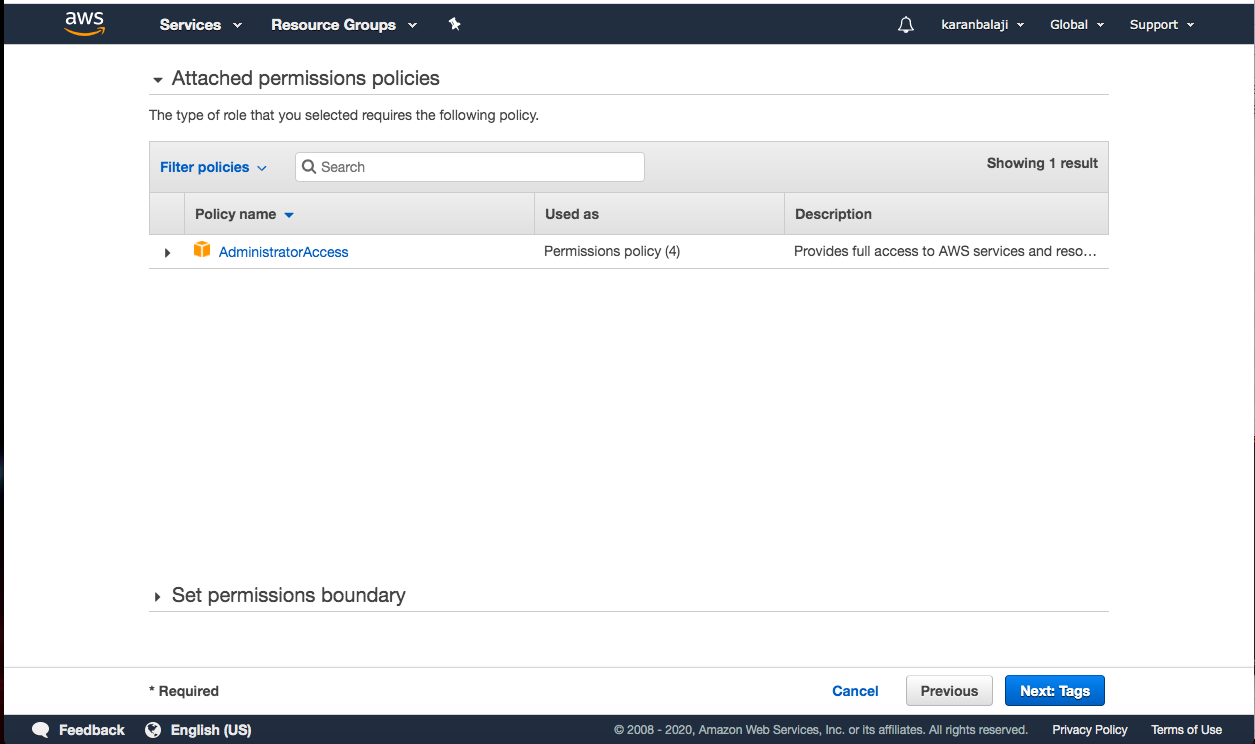 aws Services Resource Groups karanbalaji Global Support
Attached permissions policies
The type of role that you selected requires the following policy.
Filter policies Search Showing 1 result
Policy name Used as Description
AdministratorAccess Permissions policy (4) Provides full access to AWS services and reso…
Set permissions boundary
* Required Cancel Previous Next: Tags
Feedback English (US) © 2008 - 2020, Amazon Web Services, Inc. or its affiliates. All rights reserved. Privacy Policy Terms of Use